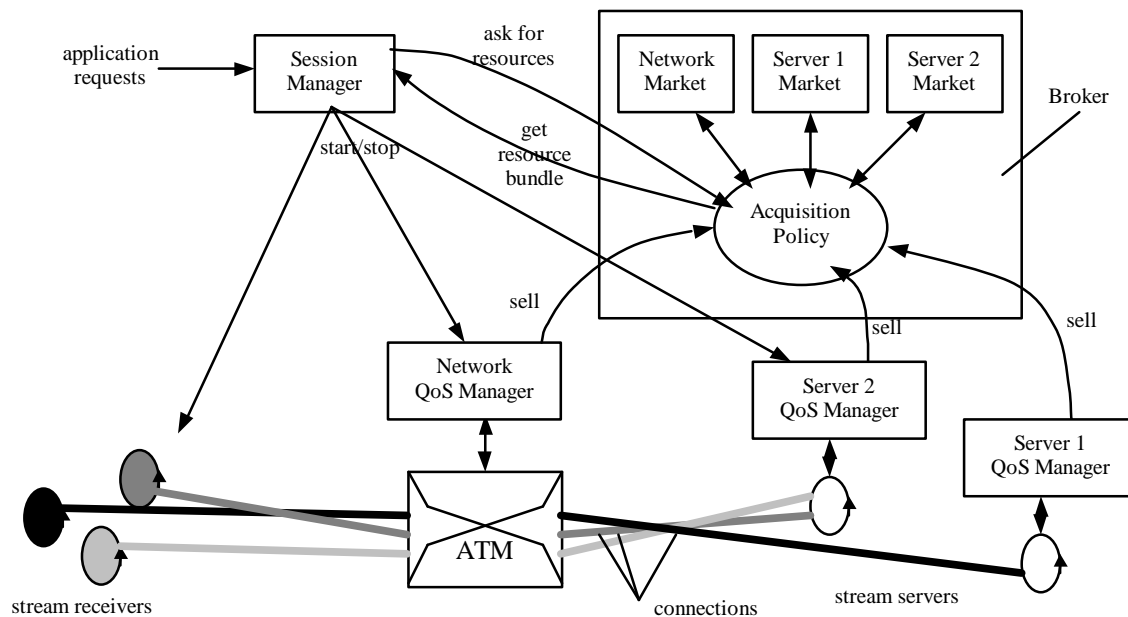 application
requests
Session
Manager
ask for
resources
Network
Market
Server 1
Market
Server 2
Market
Broker
start/stop
get
resource
bundle
Acquisition
Policy
sell
sell
sell
Network
QoS Manager
Server 2
QoS Manager
Server 1
QoS Manager
ATM
stream receivers
connections
stream servers